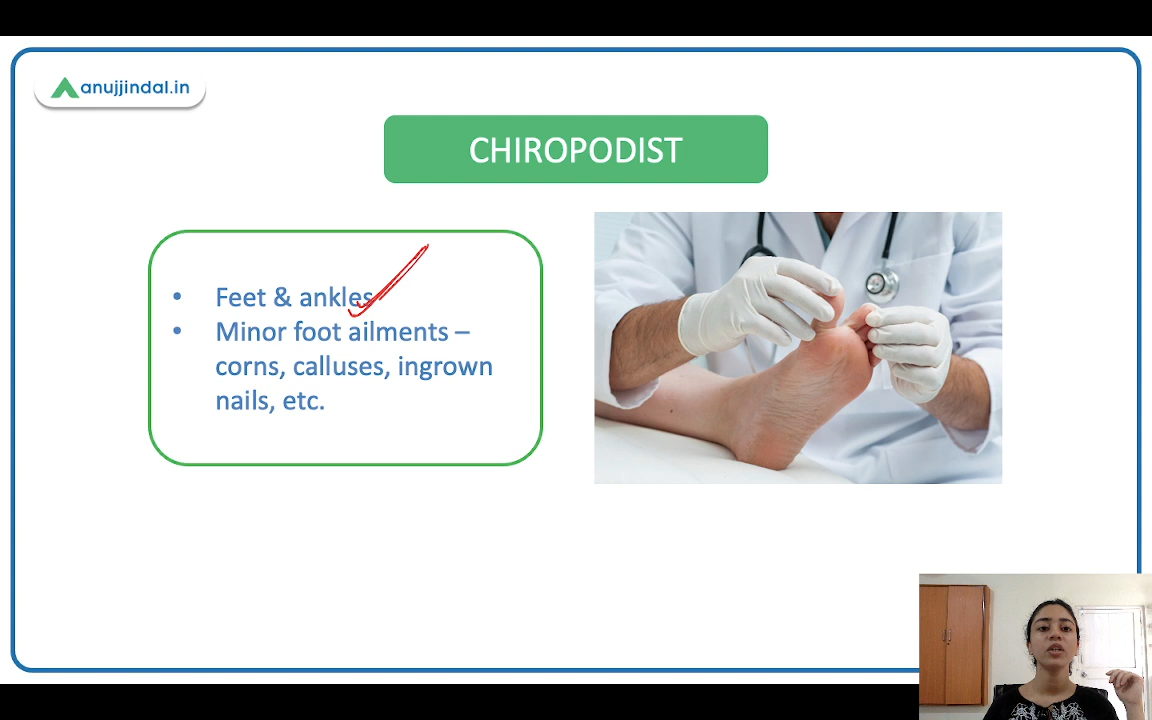 anujjindal.in
CHIROPODIST
• Feet & ankles
• Minor foot ailments –
corns, calluses, ingrown
nails, etc.